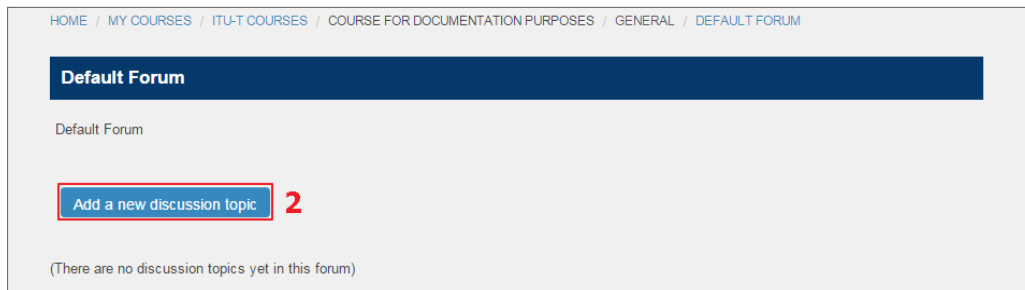 HOME / MY COURSES / ITU-T COURSES / COURSE FOR DOCUMENTATION PURPOSES / GENERAL / DEFAULT FORUM
Default Forum
Default Forum
Add a new discussion topic 2
(There are no discussion topics yet in this forum)